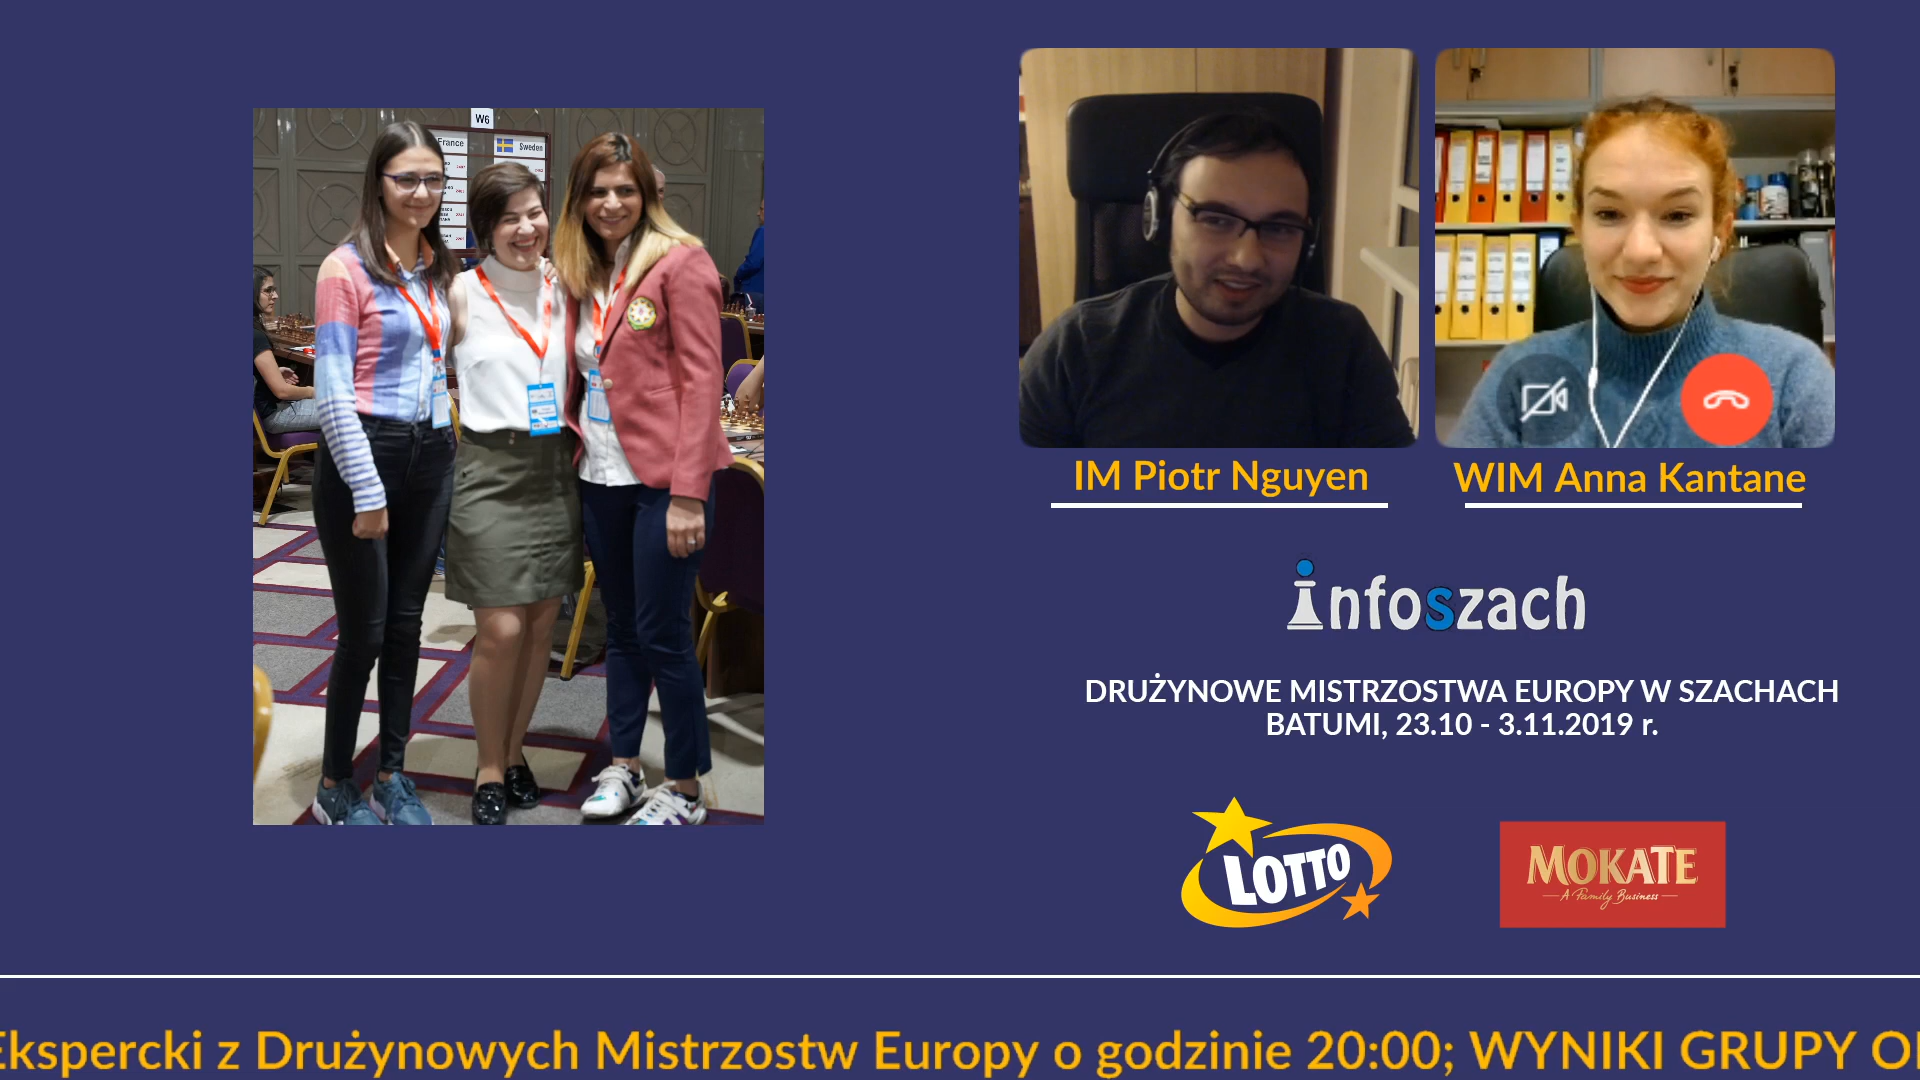 W6
France
Sweden
IM Piotr Nguyen
WIM Anna Kantane
infoszach
DRUŻYNOWE MISTRZOSTWA EUROPY W SZACHACH
BATUMI, 23.10 - 3.11.2019 r.
LOTTO
MOKATE
A Family Business
Ekspercki z Drużynowych Mistrzostw Europy o godzinie 20:00; WYNIKI GRUPY